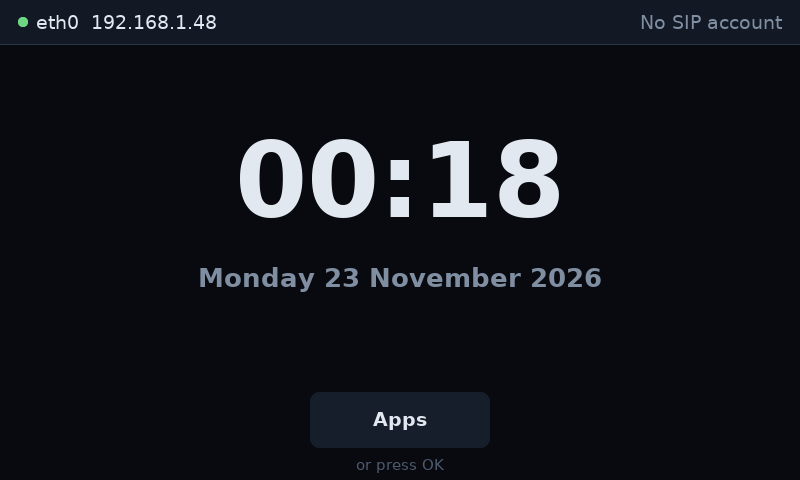 eth0 192.168.1.48
No SIP account
00:18
Monday 23 November 2026
Apps
or press OK